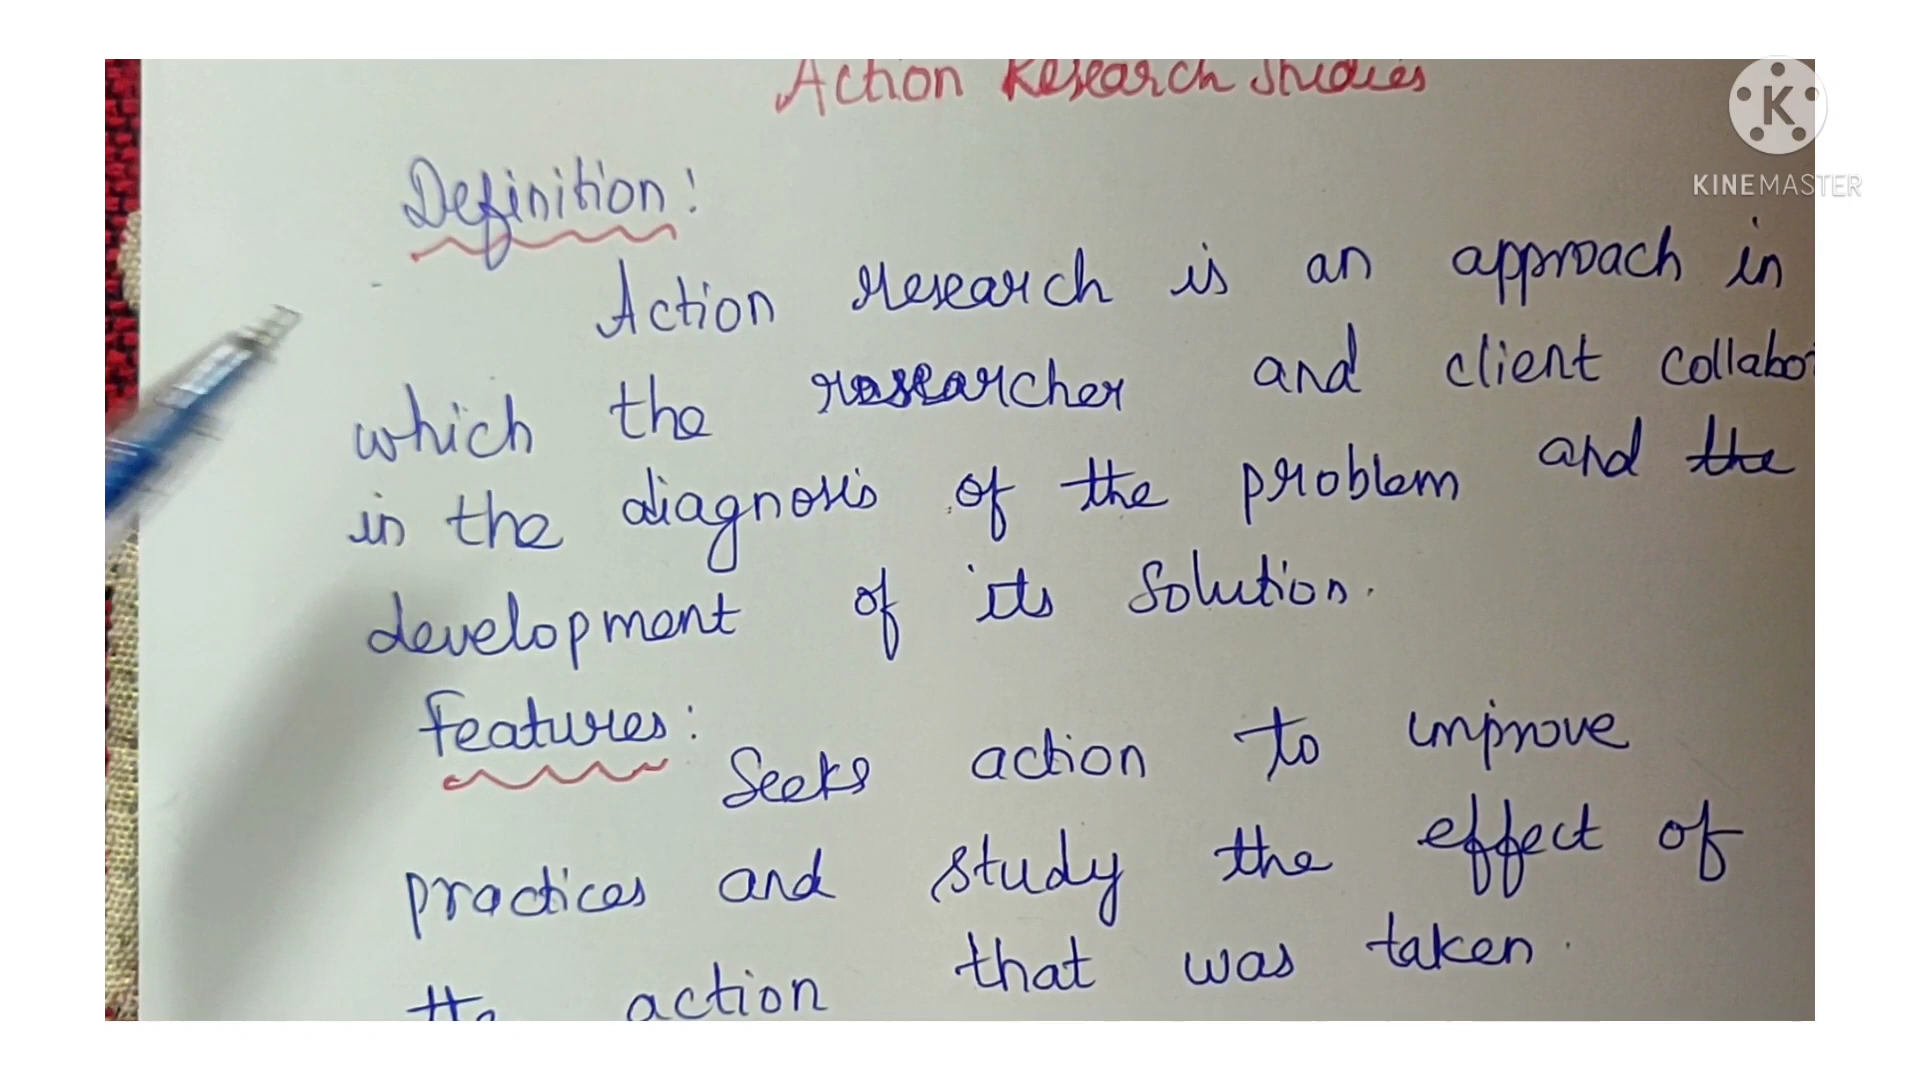 Action Research Studies
KINEMASTER
Definition:
Action research is an approach in
which the researcher and client collabo
in the diagnosis of the problem and the
development of its solution.
Features:
Seeks action to improve
practices and study the effect of
the action that was taken.